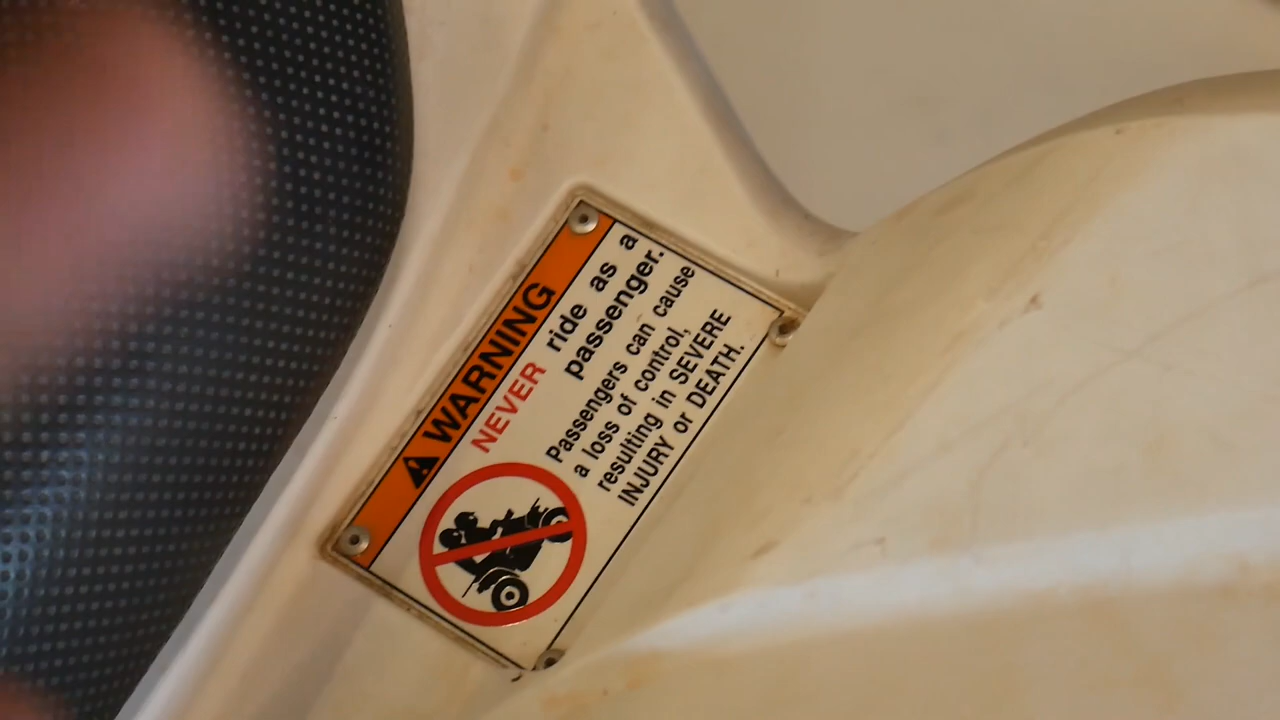 WARNING
NEVER ride as a
passenger.
Passengers can cause
a loss of control,
resulting in SEVERE
INJURY or DEATH.